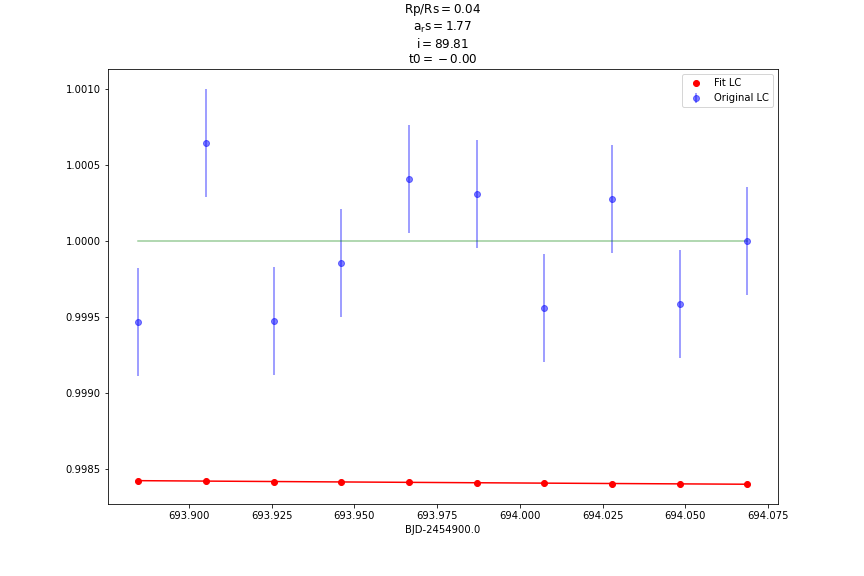 Rp/Rs = 0.04
aᵣs = 1.77
i = 89.81
t0 = −0.00
Fit LC
Original LC
1.0010
1.0005
1.0000
0.9995
0.9990
0.9985
693.900 693.925 693.950 693.975 694.000 694.025 694.050 694.075
BJD-2454900.0